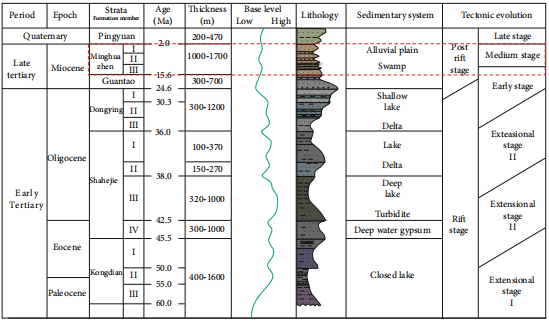 Period Epoch Strata Formation member Age (Ma) Thickness (m) Base level Low High Lithology Sedimentary system Tectonic evolution
Quaternary Pingyuan 200-470 Late stage
2.0
Late tertiary Miocene Minghua zhen I II III 1000-1700 Alluvial plain Swamp Post rift stage Medium stage
15.6
Guantao 300-700 Early stage
24.6
Early Tertiary Oligocene Dongying I II III 30.3 300-1200 Shallow lake Delta Rift stage Exteasional stage II
36.0
Shahejie I 100-370 Lake
II 150-270 Delta
38.0
III 320-1000 Deep lake Turbidite Extensional stage II
42.5
IV 300-1000 Deep water gypsum
45.5
Eocene Kongdian I 400-1600 Closed lake Extensional stage I
50.0
II
55.0
Paleocene III
60.0